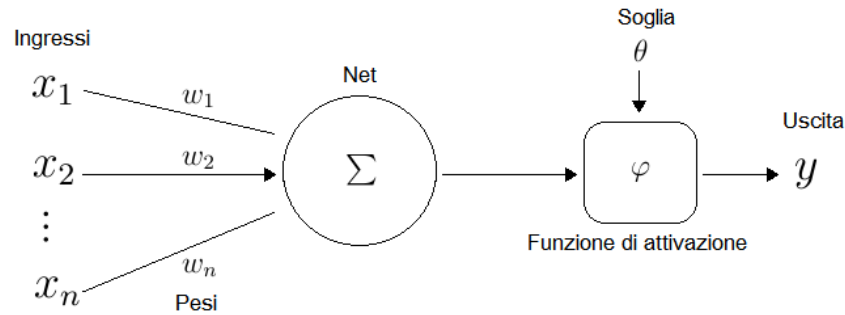 Soglia
Ingressi
θ
Net
x₁
w₁
Uscita
x₂
w₂
Σ
φ
y
⋮
Funzione di attivazione
xₙ
wₙ
Pesi